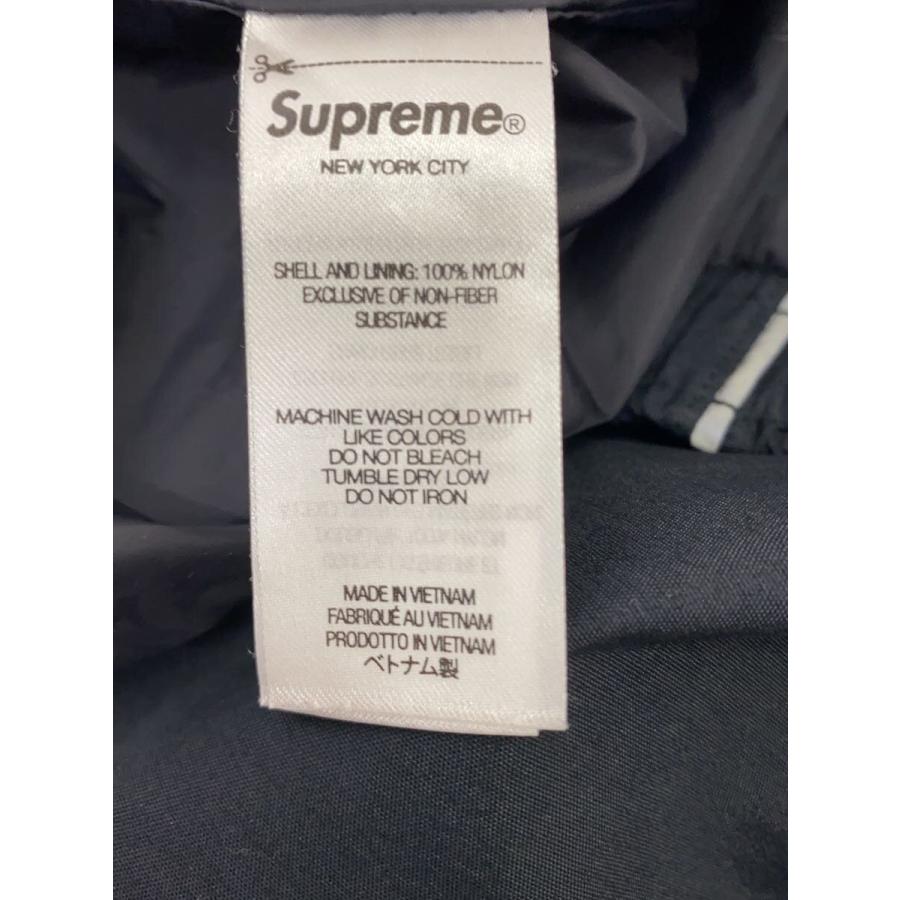 Supreme®
NEW YORK CITY
SHELL AND LINING: 100% NYLON
EXCLUSIVE OF NON-FIBER
SUBSTANCE
MACHINE WASH COLD WITH
LIKE COLORS
DO NOT BLEACH
TUMBLE DRY LOW
DO NOT IRON
MADE IN VIETNAM
FABRIQUÉ AU VIETNAM
PRODOTTO IN VIETNAM
ベトナム製